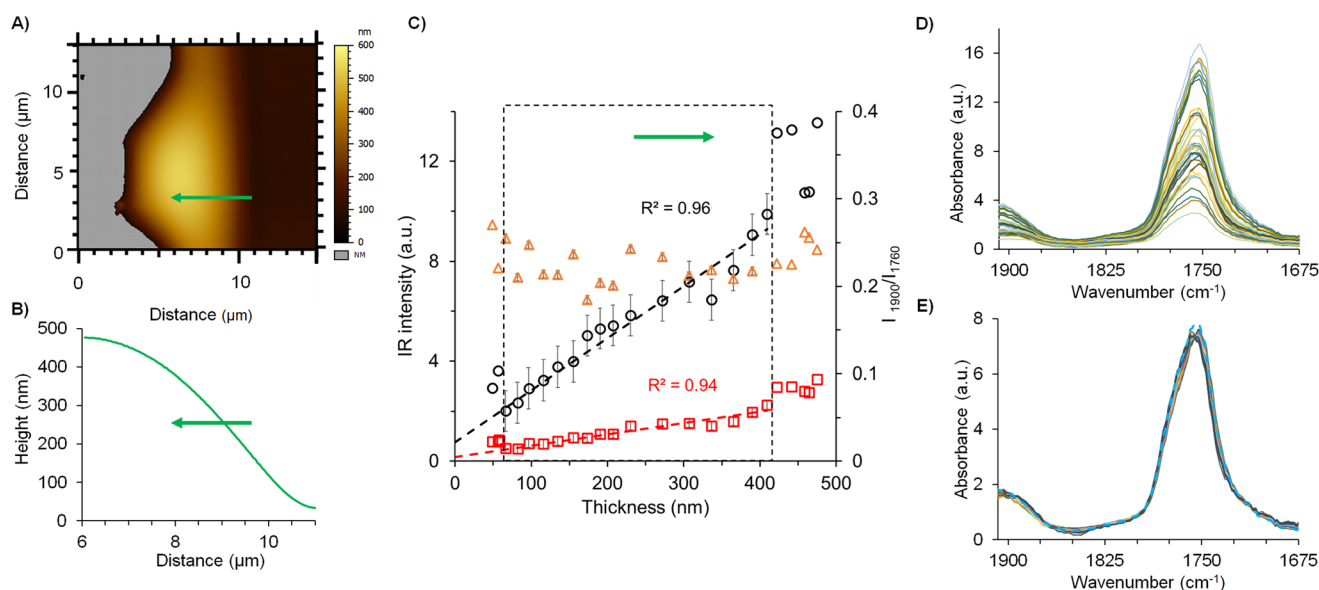 A)
nm
600
500
400
300
200
100
0
NM
Distance (µm)
10
5
0
0
10
Distance (µm)
B)
Height (nm)
500
400
300
200
100
0
6
8
10
Distance (µm)
C)
IR intensity (a.u.)
12
8
4
0
R² = 0.96
R² = 0.94
0
100
200
300
400
500
Thickness (nm)
0.4
0.3
0.2
0.1
0
I1900/I1760
D)
Absorbance (a.u.)
16
12
8
4
0
1900
1825
1750
1675
Wavenumber (cm-1)
E)
Absorbance (a.u.)
8
6
4
2
0
1900
1825
1750
1675
Wavenumber (cm-1)